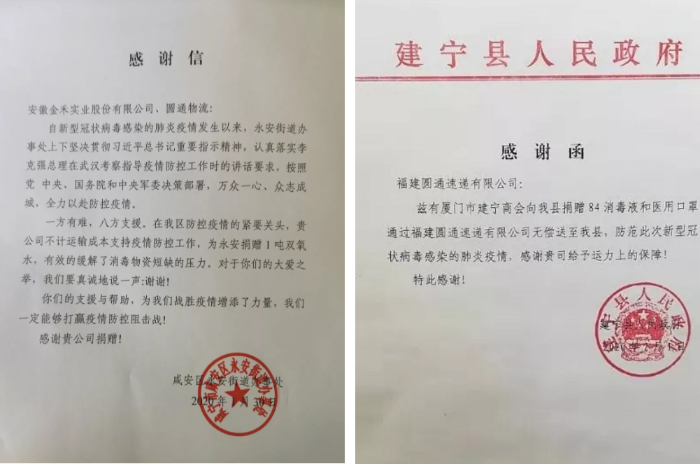 感谢信
安徽金禾实业股份有限公司、圆通物流:
自新型冠状病毒感染的肺炎疫情发生以来,永安街道办
事处上下坚决贯彻习近平总书记重要指示精神,认真落实李
克强总理在武汉考察指导疫情防控工作时的讲话要求,按照
党 中央、国务院和中央军委决策部署,万众一心、众志成
城、全力以赴防控疫情。
一方有难,八方支援。在我区防控疫情的紧要关头,贵
公司不计运输成本支持疫情防控工作,为永安捐赠1吨双氧
水,有效的缓解了消毒物资短缺的压力。对于你们的大爱之
举,我们要真诚地说一声:谢谢!
你们的支援与帮助,为我们战胜疫情增添了力量,我们
一定能够打赢疫情防控阻击战!
感谢贵公司捐赠!
咸安区永安街道办事处
2020年 月30日
建宁县人民政府
感谢函
福建圆通速递有限公司:
兹有厦门市建宁商会向我县捐赠84消毒液和医用口罩
通过福建圆通速递有限公司无偿送至我县,防范此次新型冠
状病毒感染的肺炎疫情,感谢贵司给予运力上的保障!
特此感谢!
建宁县人民政府
建宁县人民政府